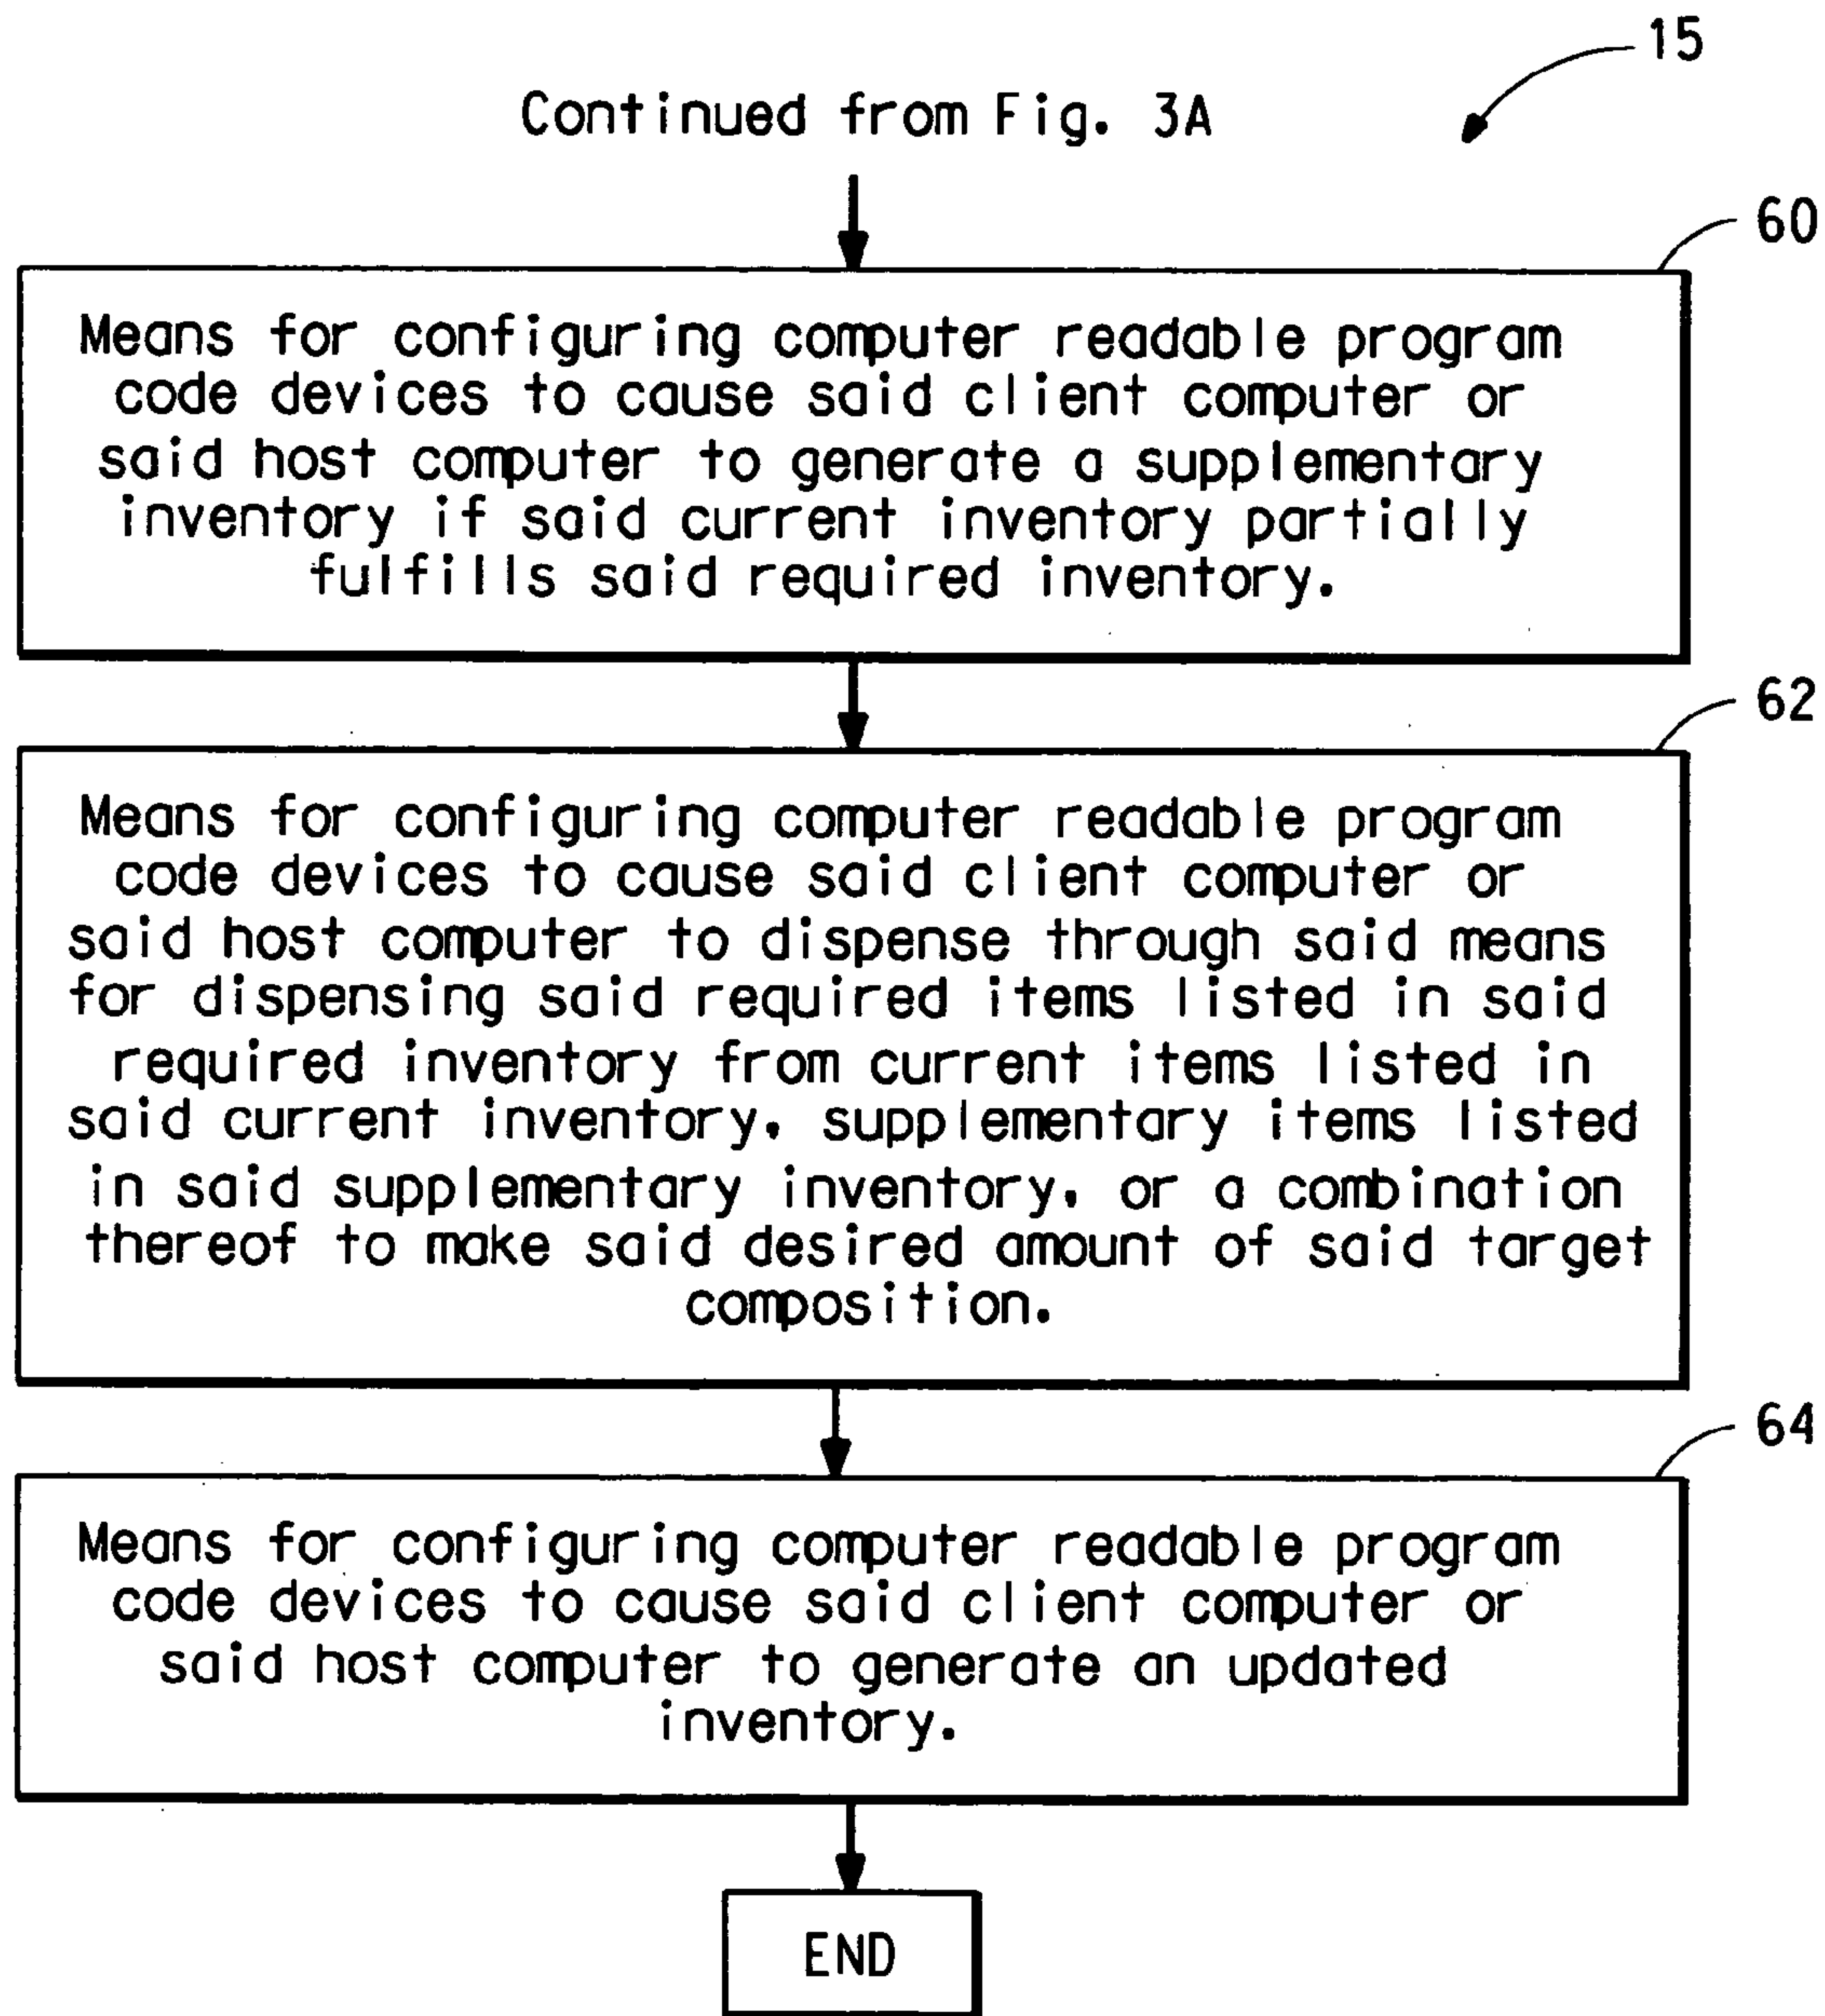 15
Continued from Fig. 3A
60
Means for configuring computer readable program
code devices to cause said client computer or
said host computer to generate a supplementary
inventory if said current inventory partially
fulfills said required inventory.
62
Means for configuring computer readable program
code devices to cause said client computer or
said host computer to dispense through said means
for dispensing said required items listed in said
required inventory from current items listed in
said current inventory, supplementary items listed
in said supplementary inventory, or a combination
thereof to make said desired amount of said target
composition.
64
Means for configuring computer readable program
code devices to cause said client computer or
said host computer to generate an updated
inventory.
END